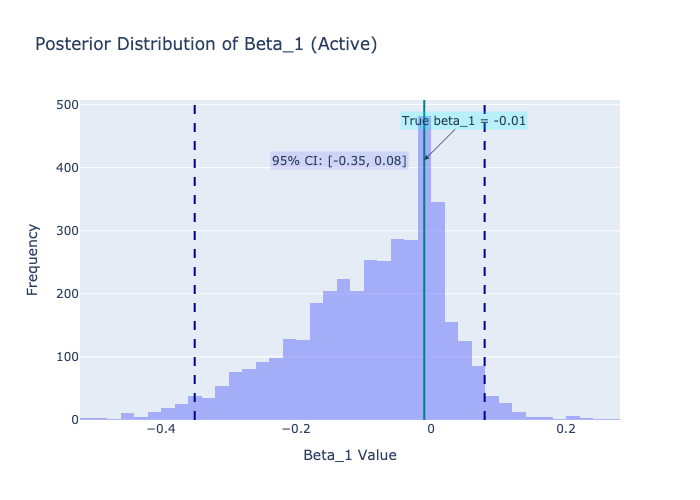 Posterior Distribution of Beta_1 (Active)
500
True beta_1 = -0.01
400
95% CI: [-0.35, 0.08]
300
200
100
0
Frequency
−0.4
−0.2
0
0.2
Beta_1 Value